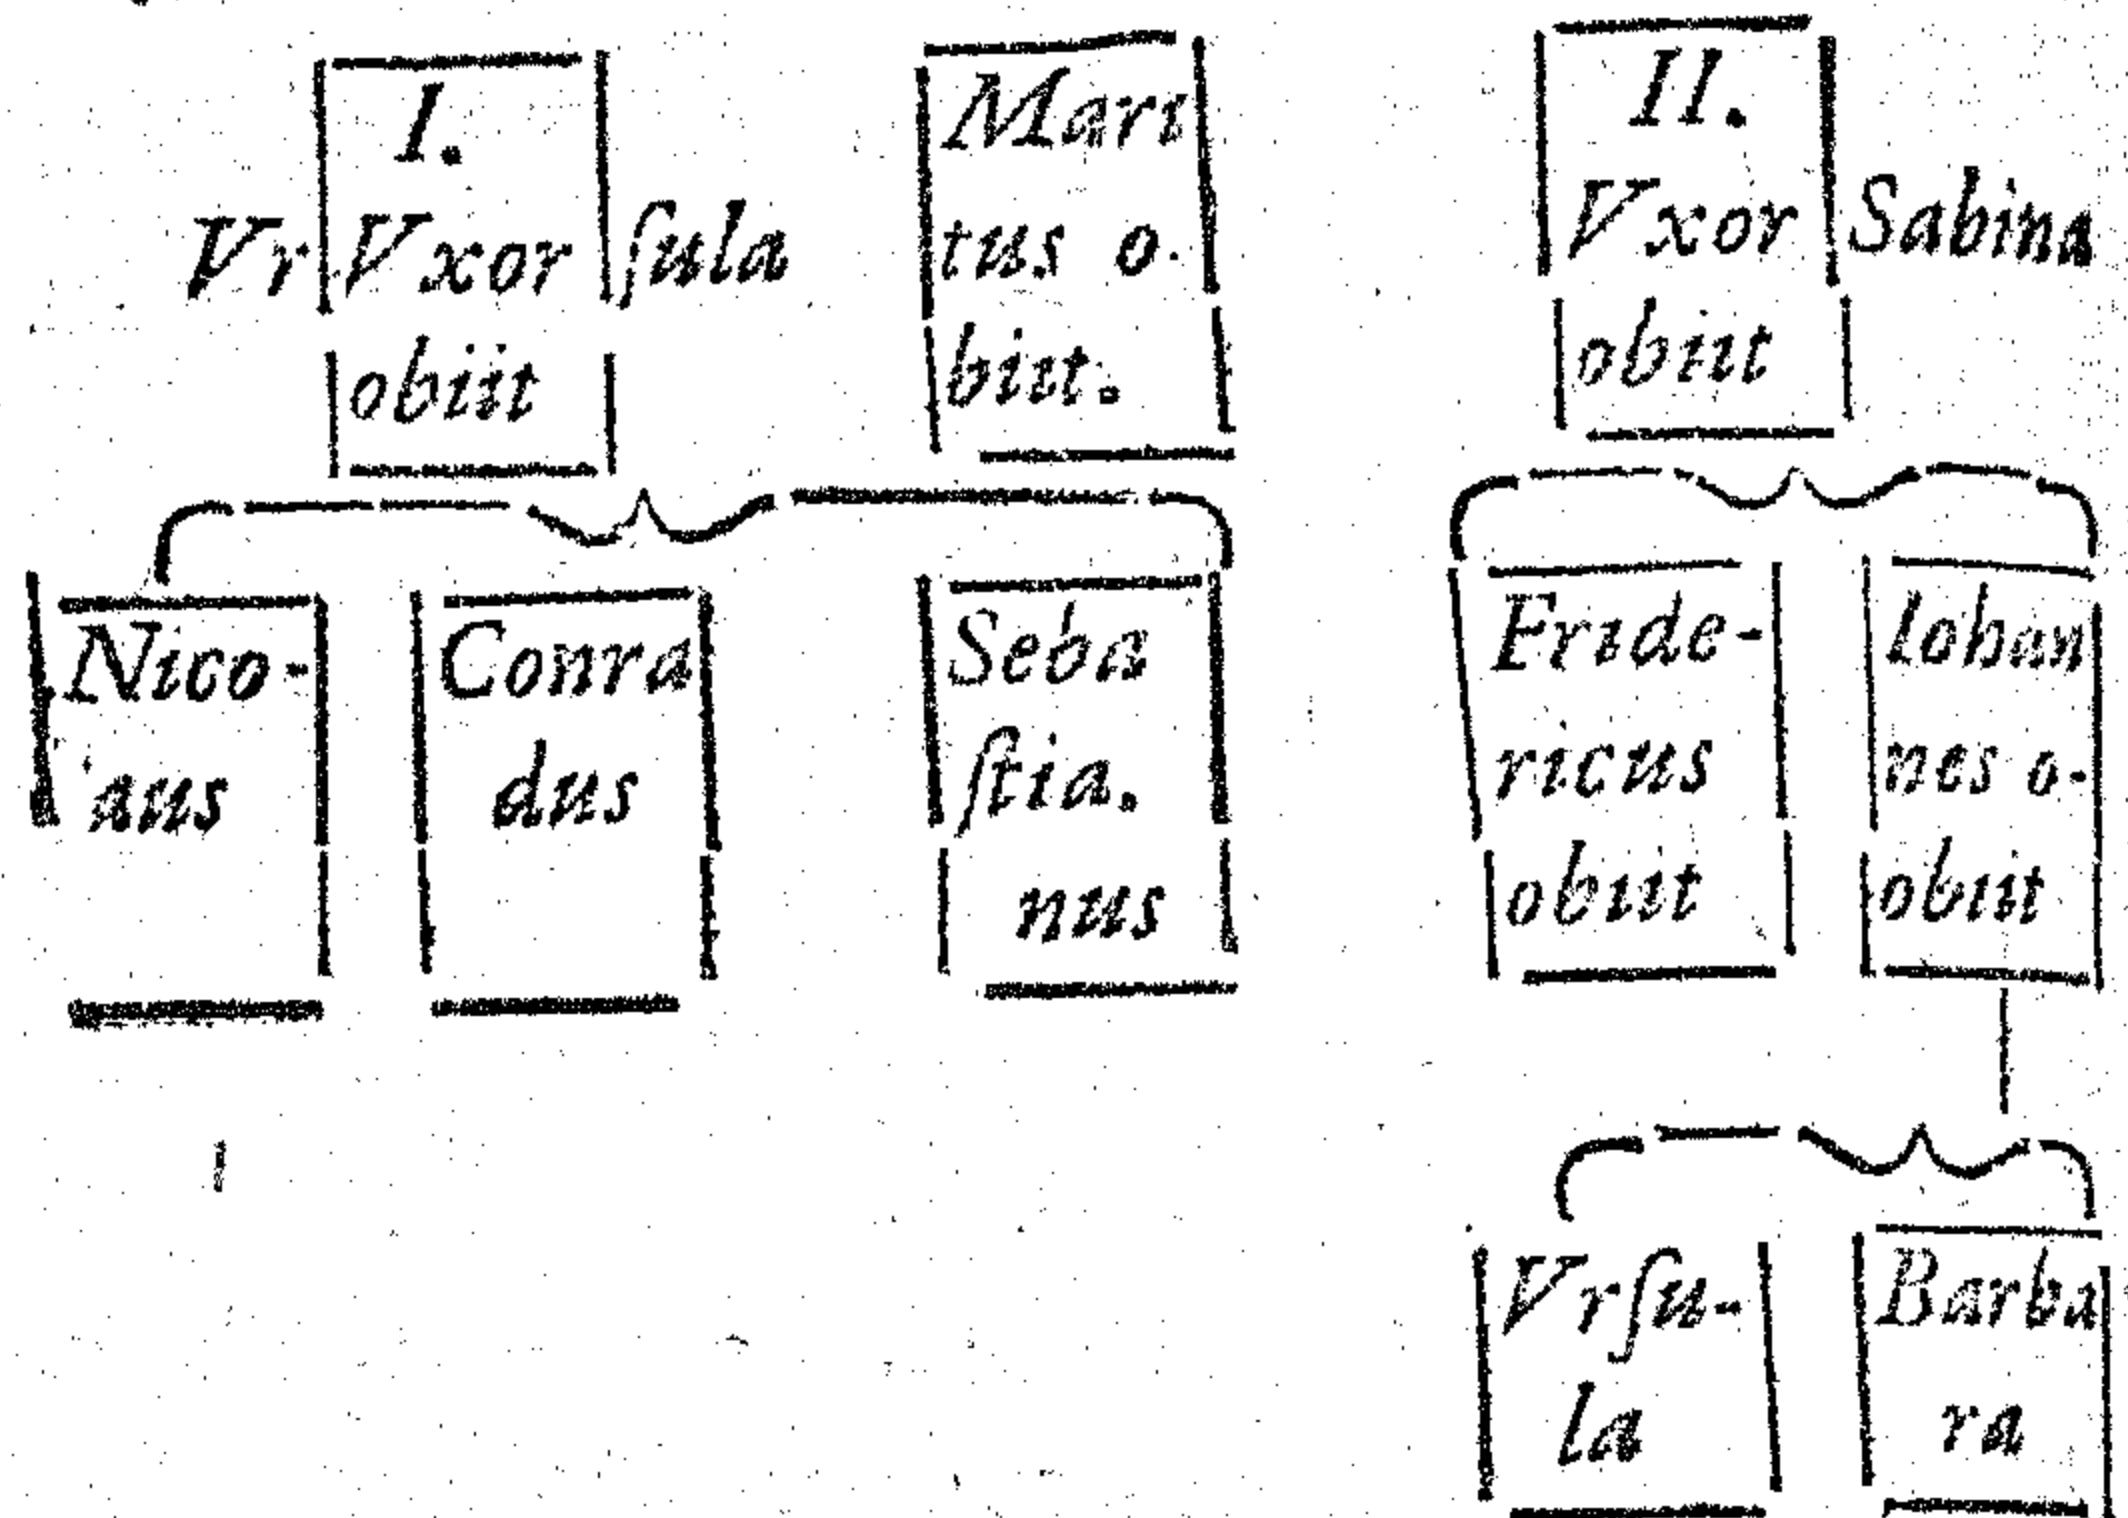 I.
Vr Vxor ſula
obiit
Mari
tus o.
biit.
II.
Vxor Sabina
obiit
Nico-
aus
Conra
dus
Seba
ſtia.
nus
Fride-
ricus
obiit
Iohan
nes o-
obiit
Vrſu-
la
Barba
ra